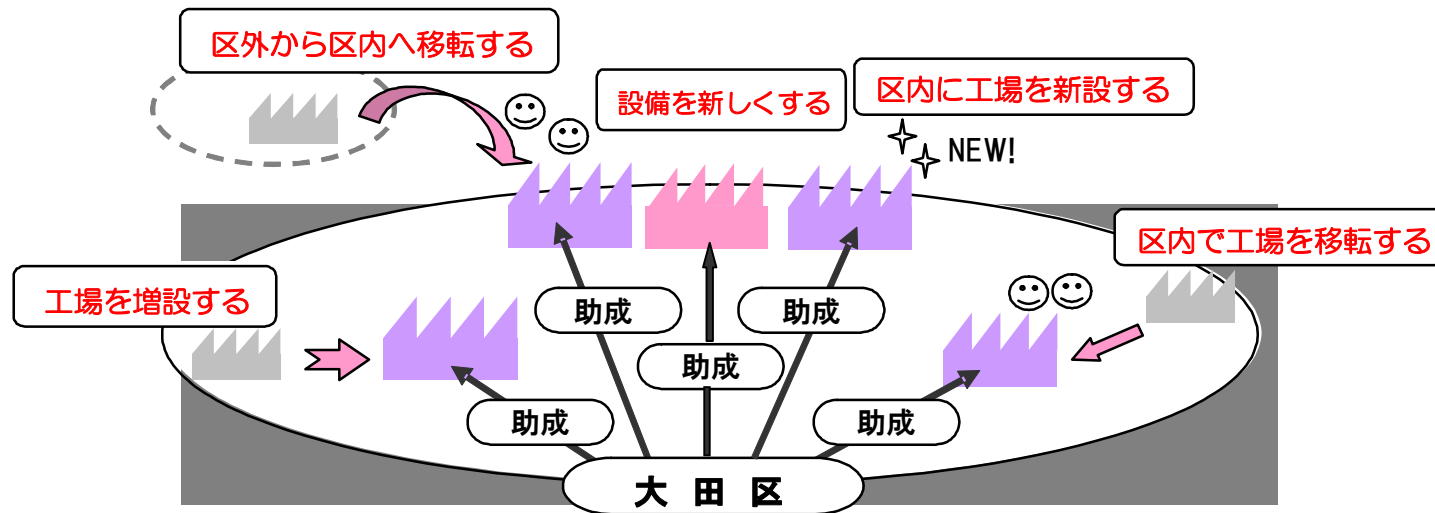 区外から区内へ移転する
設備を新しくする
区内に工場を新設する
NEW!
区内で工場を移転する
工場を増設する
助成
助成
助成
助成
助成
大田区